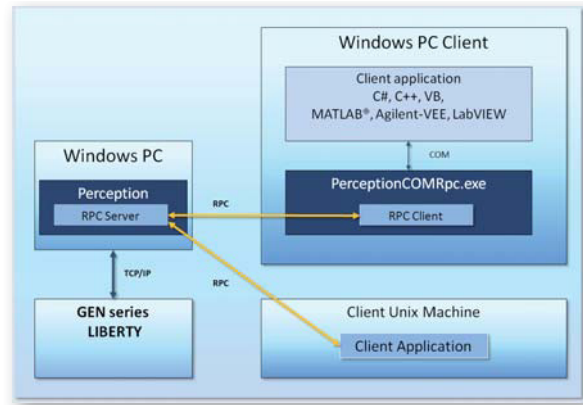 Windows PC Client
Client application
C#, C++, VB,
MATLAB®, Agilent-VEE, LabVIEW
COM
PerceptionCOMRpc.exe
RPC Client
Windows PC
Perception
RPC Server
RPC
TCP/IP
RPC
GEN series
LIBERTY
Client Unix Machine
Client Application